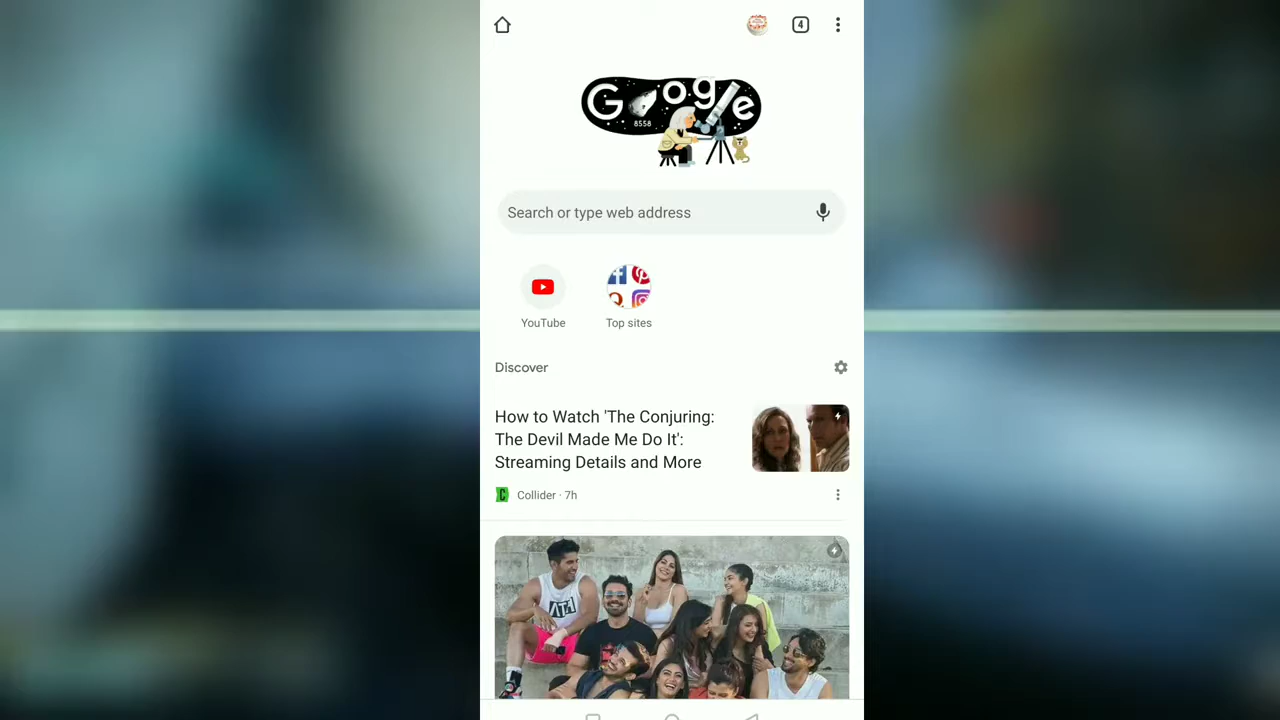 4
Google
8558
Search or type web address
YouTube
Top sites
Discover
How to Watch 'The Conjuring:
The Devil Made Me Do It':
Streaming Details and More
Collider · 7h